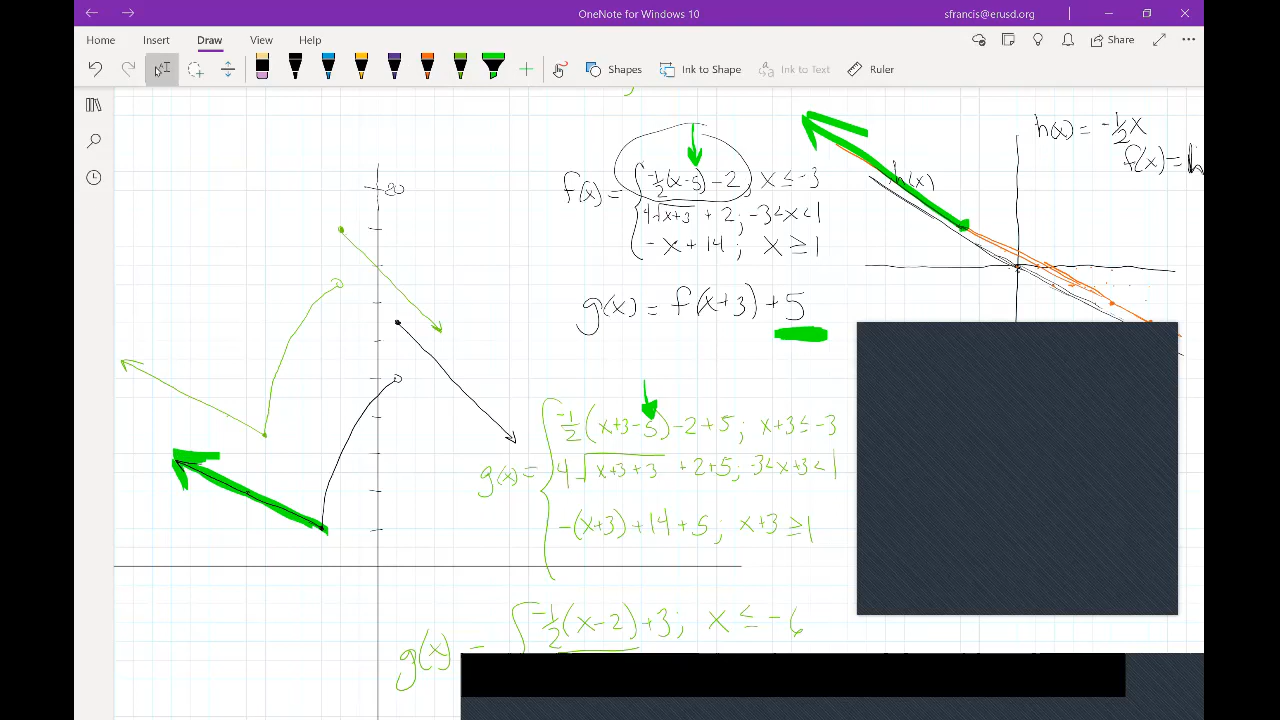 OneNote for Windows 10
sfrancis@erusd.org
Home Insert Draw View Help
Share
Shapes Ink to Shape Ink to Text Ruler
20
f(x) = { -1/2(x-5) -2, x ≤ -3
4√x+3 + 2; -3<x<1
-x + 14; x ≥ 1
g(x) = f(x+3) + 5
h(x) = -1/2x
f(x) = h
h(x)
g(x) = { -1/2(x+3-5) -2+5; x+3 ≤ -3
4√x+3+3 +2+5; -3<x+3<1
-(x+3) + 14 + 5; x+3 ≥ 1
g(x) = { -1/2(x-2)+3; x ≤ -6